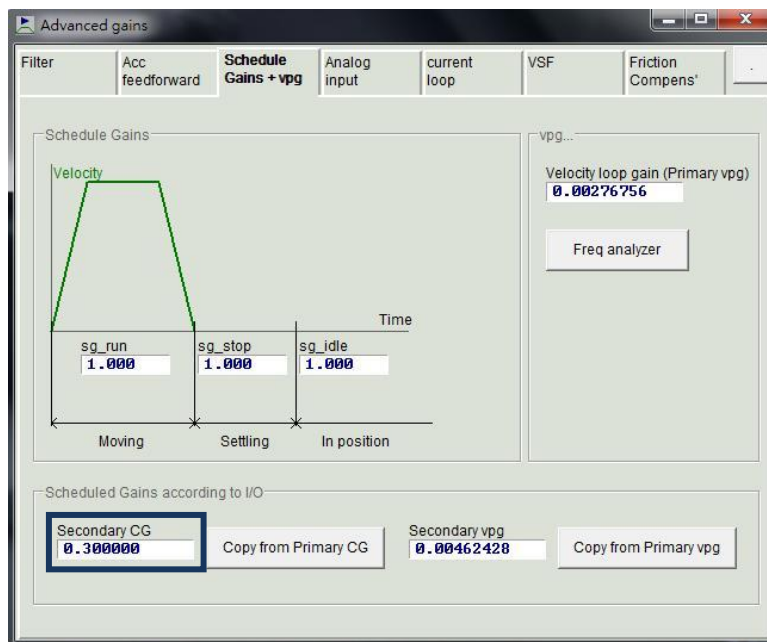 Advanced gains
Filter
Acc feedforward
Schedule Gains + vpg
Analog input
current loop
VSF
Friction Compens'
.
Schedule Gains
Velocity
Time
sg_run
1.000
sg_stop
1.000
sg_idle
1.000
Moving
Settling
In position
vpg...
Velocity loop gain (Primary vpg)
0.00276756
Freq analyzer
Scheduled Gains according to I/O
Secondary CG
0.300000
Copy from Primary CG
Secondary vpg
0.00462428
Copy from Primary vpg